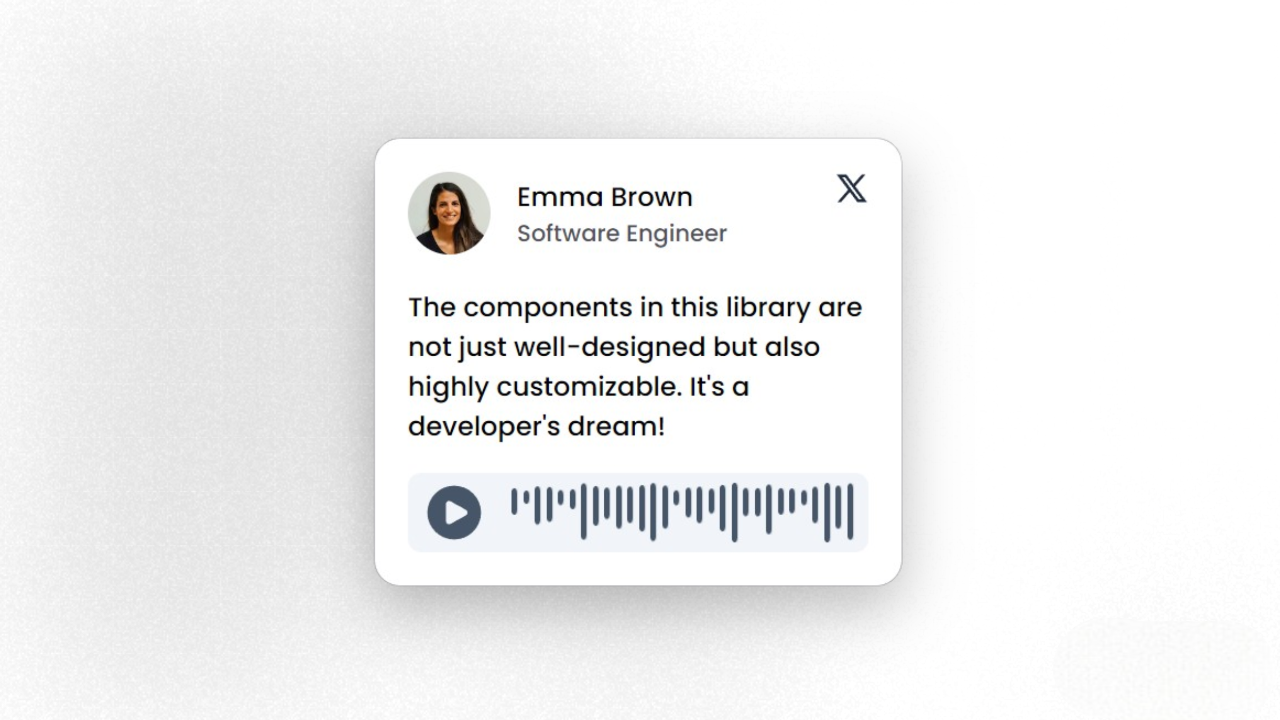 Emma Brown
Software Engineer
The components in this library are
not just well-designed but also
highly customizable. It's a
developer's dream!